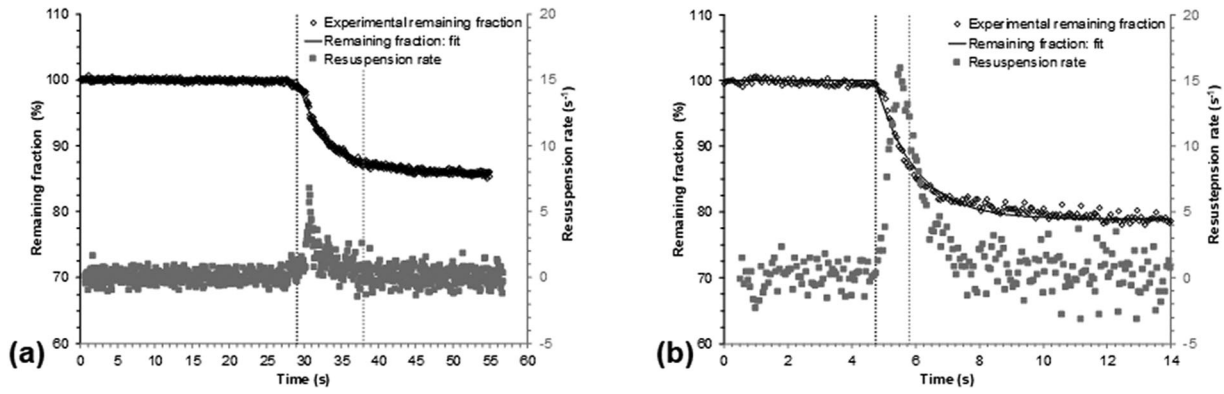 110
100
90
80
70
60
Remaining fraction (%)
20
15
10
5
0
-5
Resuspension rate (s⁻¹)
Experimental remaining fraction
Remaining fraction: fit
Resuspension rate
0 5 10 15 20 25 30 35 40 45 50 55 60
Time (s)
(a)
110
100
90
80
70
60
Remaining fraction (%)
20
15
10
5
0
-5
Resustepnsion rate (s⁻¹)
Experimental remaining fraction
Remaining fraction: fit
Resuspension rate
0 2 4 6 8 10 12 14
Time (s)
(b)